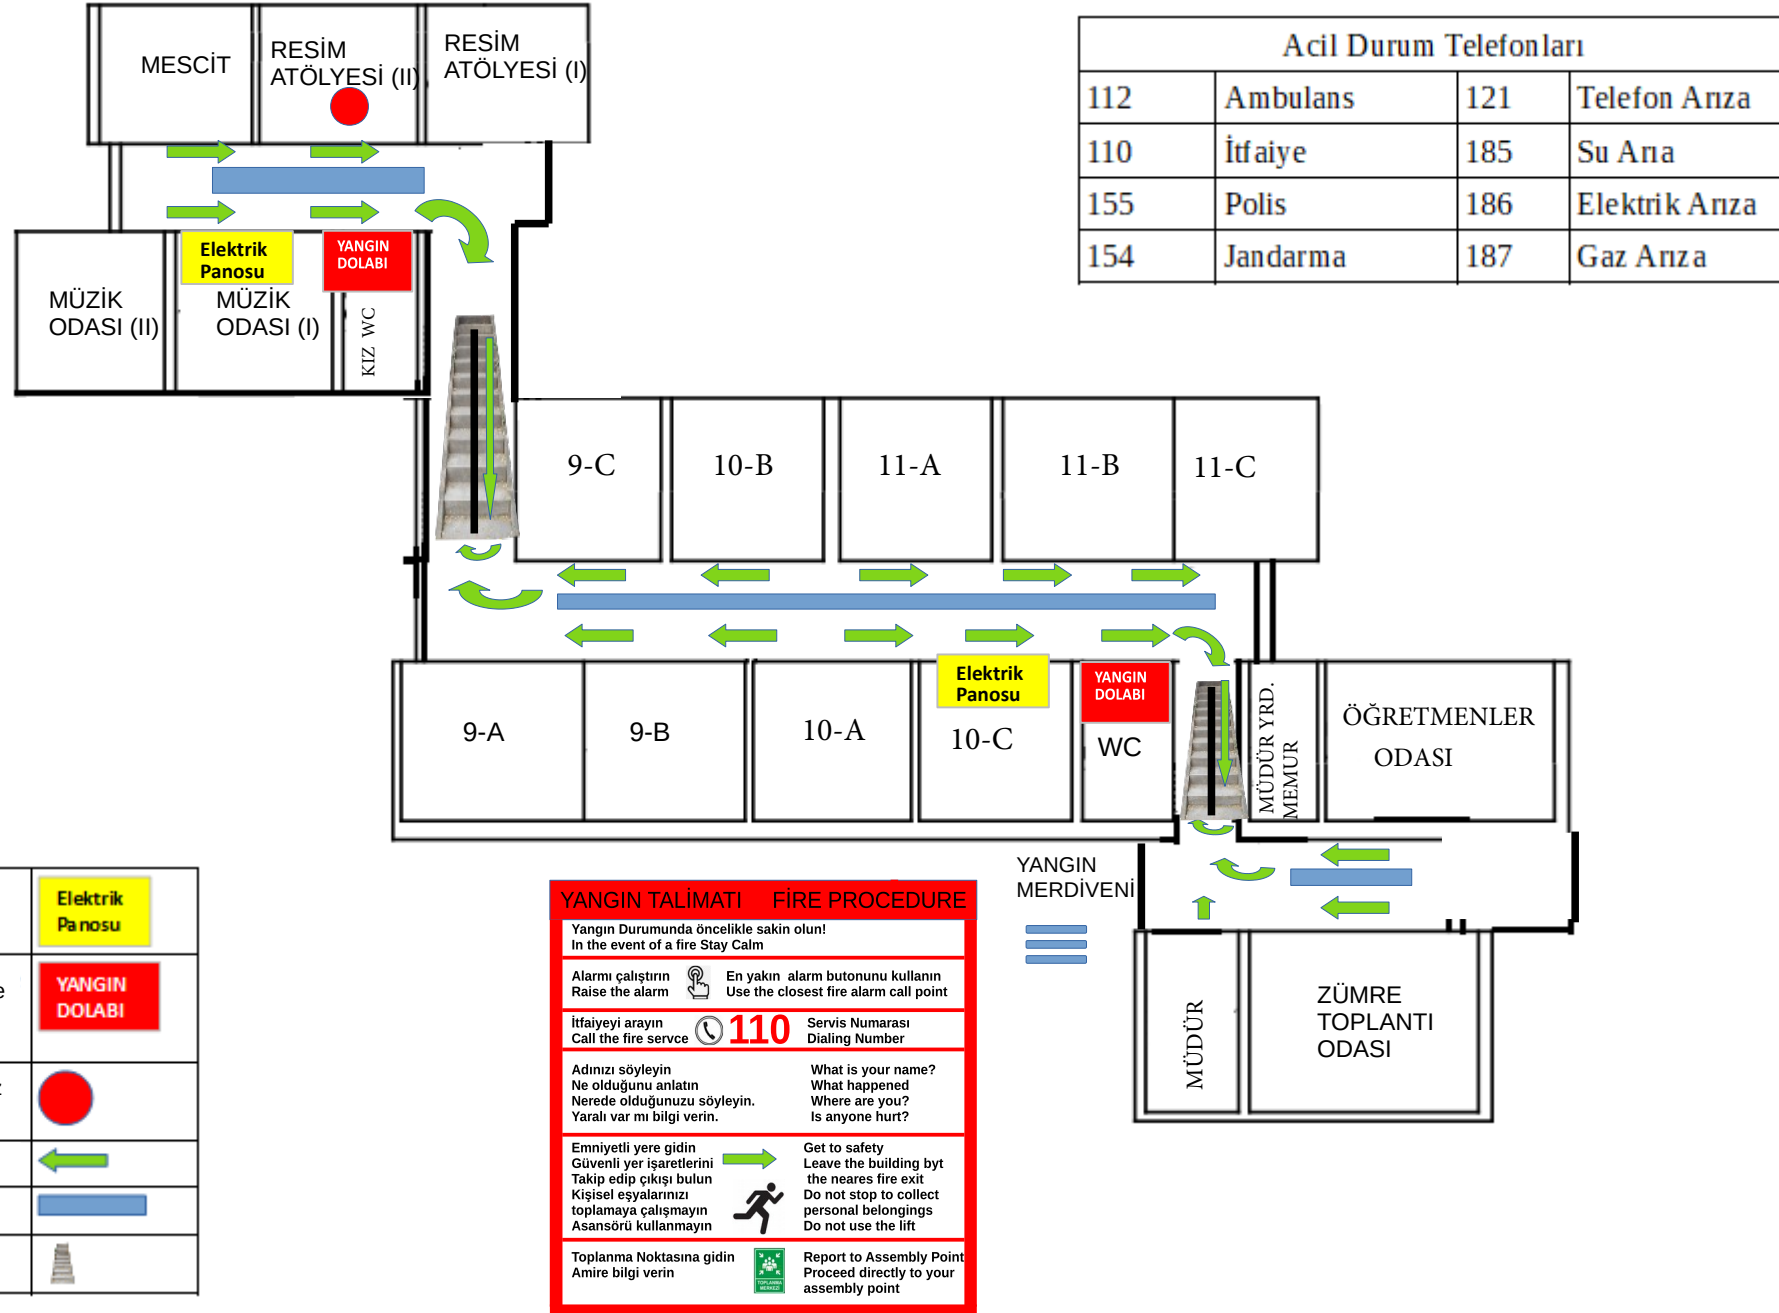 MESCİT
RESİM
ATÖLYESİ (II)
RESİM
ATÖLYESİ (I)
Elektrik
Panosu
YANGIN
DOLABI
MÜZİK
ODASI (II)
MÜZİK
ODASI (I)
KIZ WC
Acil Durum Telefonları
112 Ambulans 121 Telefon Arıza
110 İtfaiye 185 Su Arıa
155 Polis 186 Elektrik Arıza
154 Jandarma 187 Gaz Arıza
9-C
10-B
11-A
11-B
11-C
9-A
9-B
10-A
Elektrik
Panosu
10-C
YANGIN
DOLABI
WC
MÜDÜR YRD.
MEMUR
ÖĞRETMENLER
ODASI
YANGIN
MERDİVENİ
MÜDÜR
ZÜMRE
TOPLANTI
ODASI
Elektrik
Panosu
e
YANGIN
DOLABI
YANGIN TALİMATI FİRE PROCEDURE
Yangın Durumunda öncelikle sakin olun!
In the event of a fire Stay Calm
Alarmı çalıştırın
Raise the alarm
En yakın alarm butonunu kullanın
Use the closest fire alarm call point
İtfaiyeyi arayın
Call the fire servce
110
Servis Numarası
Dialing Number
Adınızı söyleyin
Ne olduğunu anlatın
Nerede olduğunuzu söyleyin.
Yaralı var mı bilgi verin.
What is your name?
What happened
Where are you?
Is anyone hurt?
Emniyetli yere gidin
Güvenli yer işaretlerini
Takip edip çıkışı bulun
Kişisel eşyalarınızı
toplamaya çalışmayın
Asansörü kullanmayın
Get to safety
Leave the building byt
the neares fire exit
Do not stop to collect
personal belongings
Do not use the lift
Toplanma Noktasına gidin
Amire bilgi verin
TOPLANMA
MERKEZİ
Report to Assembly Point
Proceed directly to your
assembly point